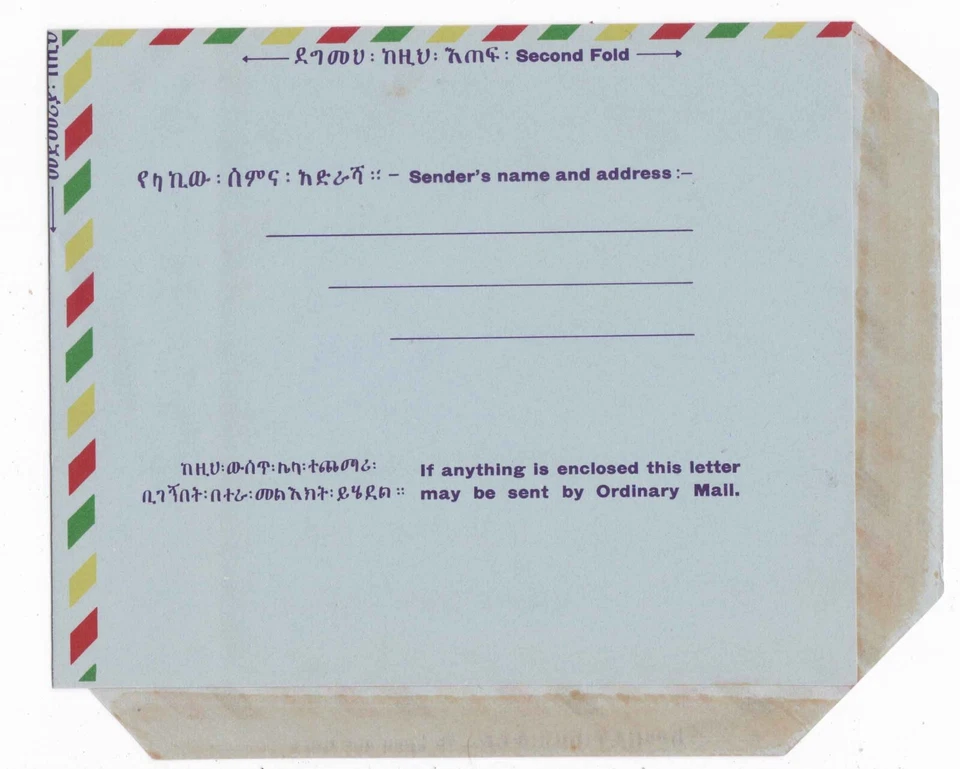 ደግመህ፡ ከዚህ፡ እጠፍ፡ Second Fold
የላኪው፡ ስምና፡ አድራሻ ። – Sender's name and address :–
ከዚህ፡ውስጥ፡ሌላ፡ተጨማሪ፡
ቢገኝበት፡በተራ፡መልእክት፡ይሄዳል ።
If anything is enclosed this letter
may be sent by Ordinary Mail.